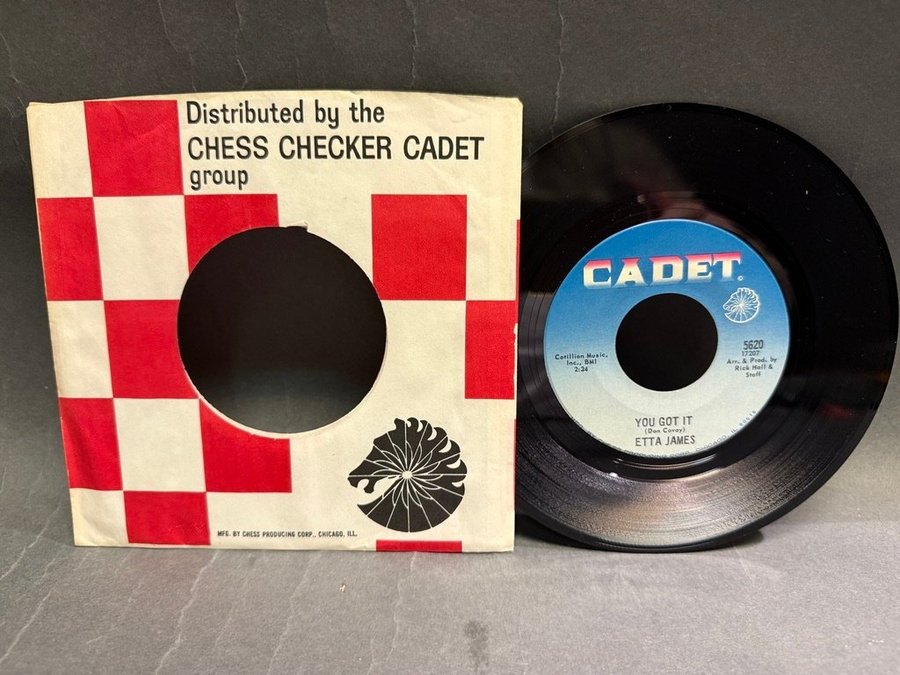 Distributed by the
CHESS CHECKER CADET
group
MFG. BY CHESS PRODUCING CORP., CHICAGO, ILL.
CADET.
©
5620
17207
Arr. & Prod. by
Rick Hall &
Staff
Cotillion Music,
Inc., BMI
2:34
YOU GOT IT
(Don Covay)
ETTA JAMES